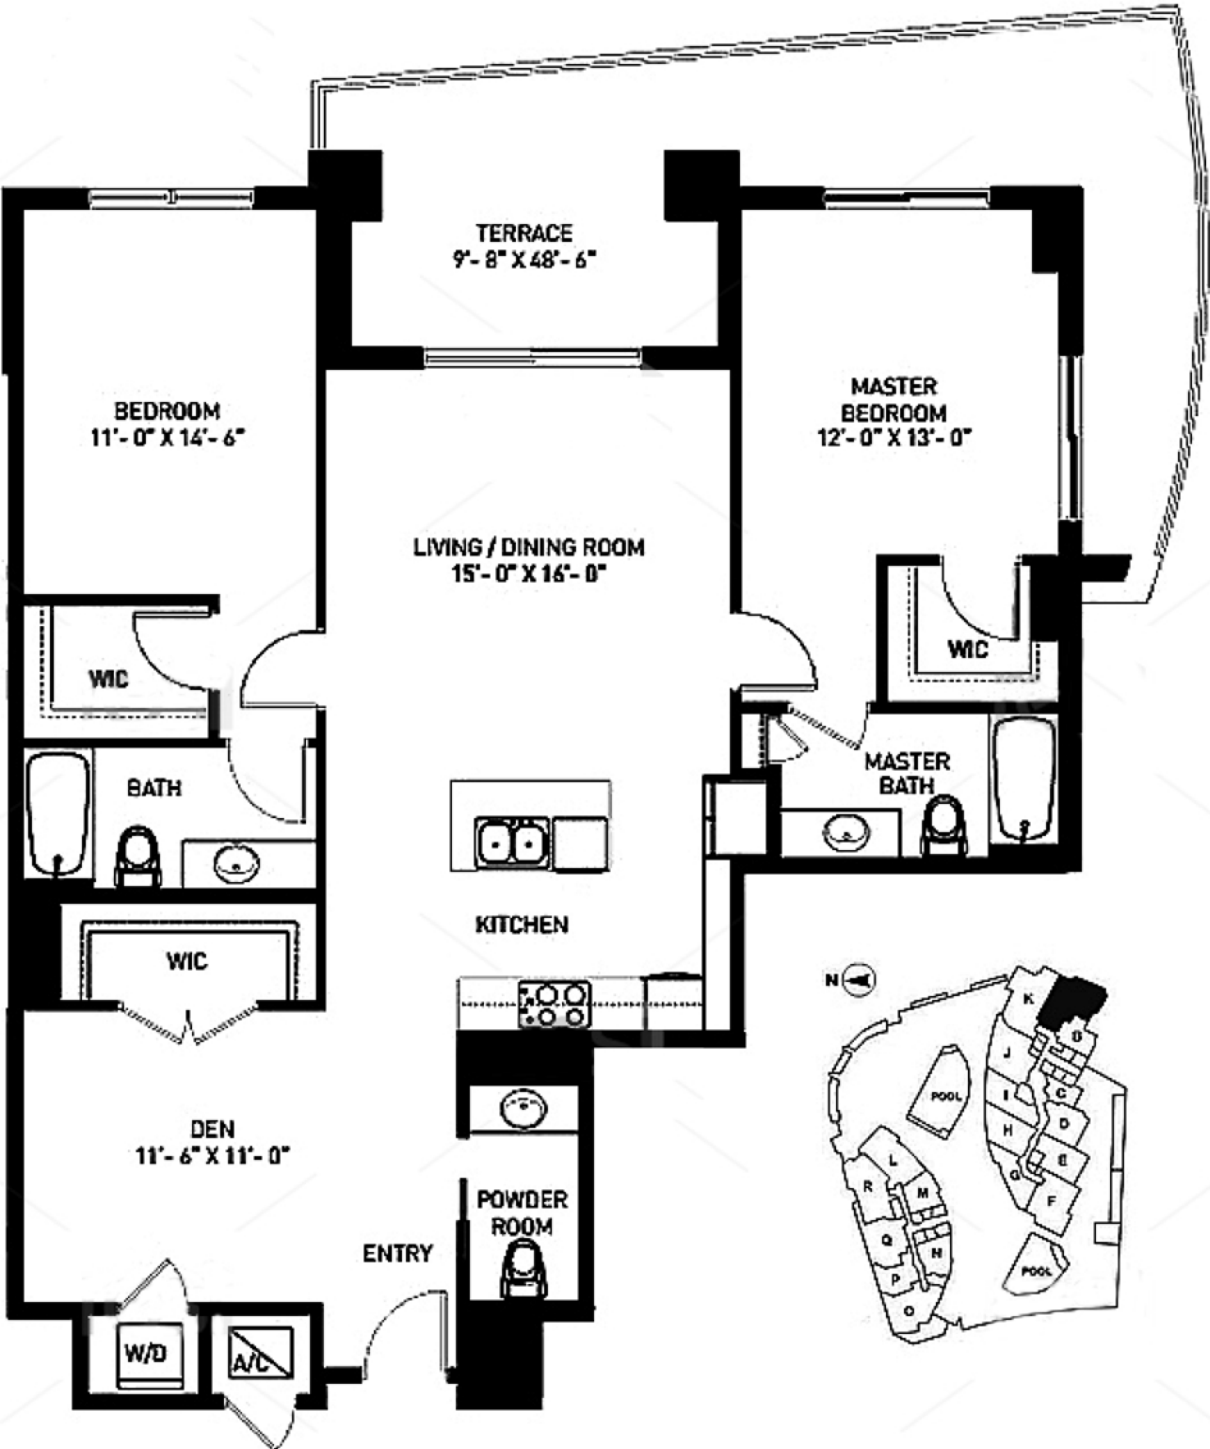 TERRACE
9'- 8" X 48'- 6"
BEDROOM
11'- 0" X 14'- 6"
MASTER
BEDROOM
12'- 0" X 13'- 0"
LIVING / DINING ROOM
15'- 0" X 16'- 0"
WIC
WIC
BATH
MASTER
BATH
KITCHEN
WIC
DEN
11'- 6" X 11'- 0"
POWDER
ROOM
ENTRY
W/D
A/C
N
K
B
J
I
C
H
D
G
E
F
POOL
L
R
M
Q
N
P
O
POOL